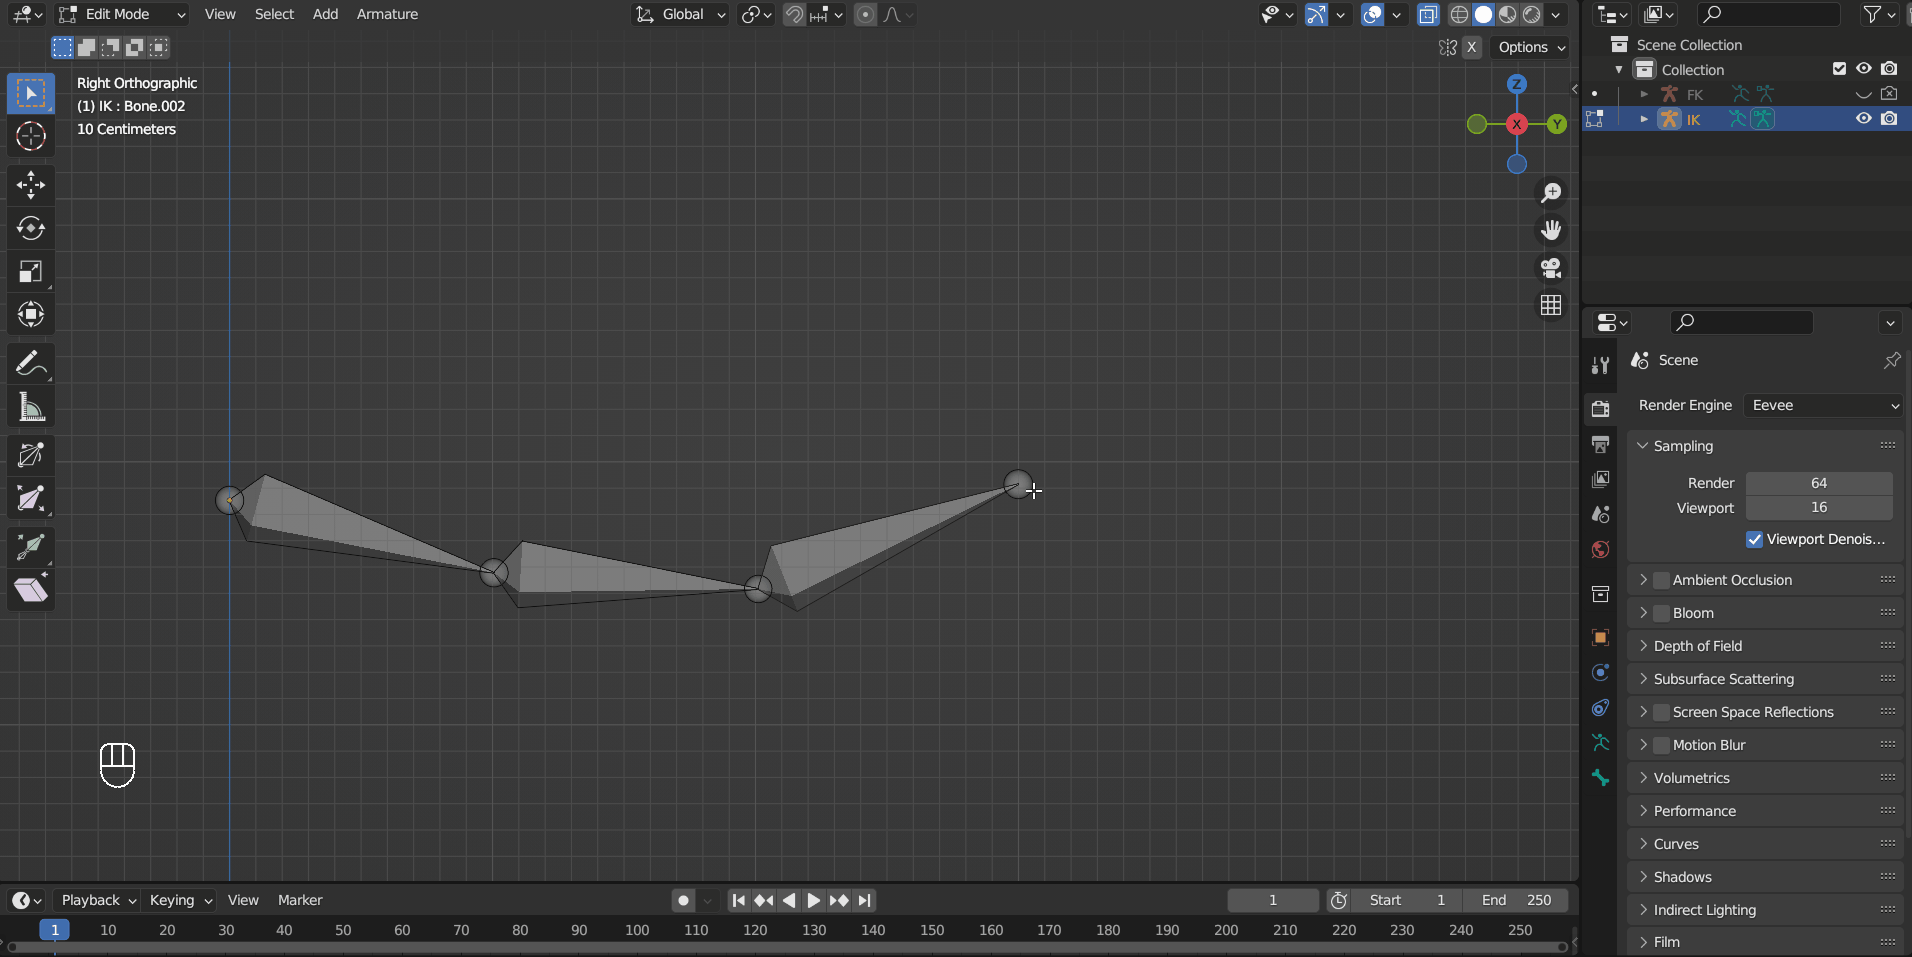 Edit Mode View Select Add Armature Global
X Options
Right Orthographic
(1) IK : Bone.002
10 Centimeters
Z
X
Y
Scene Collection
Collection
FK
IK
Scene
Render Engine Eevee
Sampling
Render 64
Viewport 16
Viewport Denois...
Ambient Occlusion
Bloom
Depth of Field
Subsurface Scattering
Screen Space Reflections
Motion Blur
Volumetrics
Performance
Curves
Shadows
Indirect Lighting
Film
Playback Keying View Marker 1 Start 1 End 250
1 10 20 30 40 50 60 70 80 90 100 110 120 130 140 150 160 170 180 190 200 210 220 230 240 250